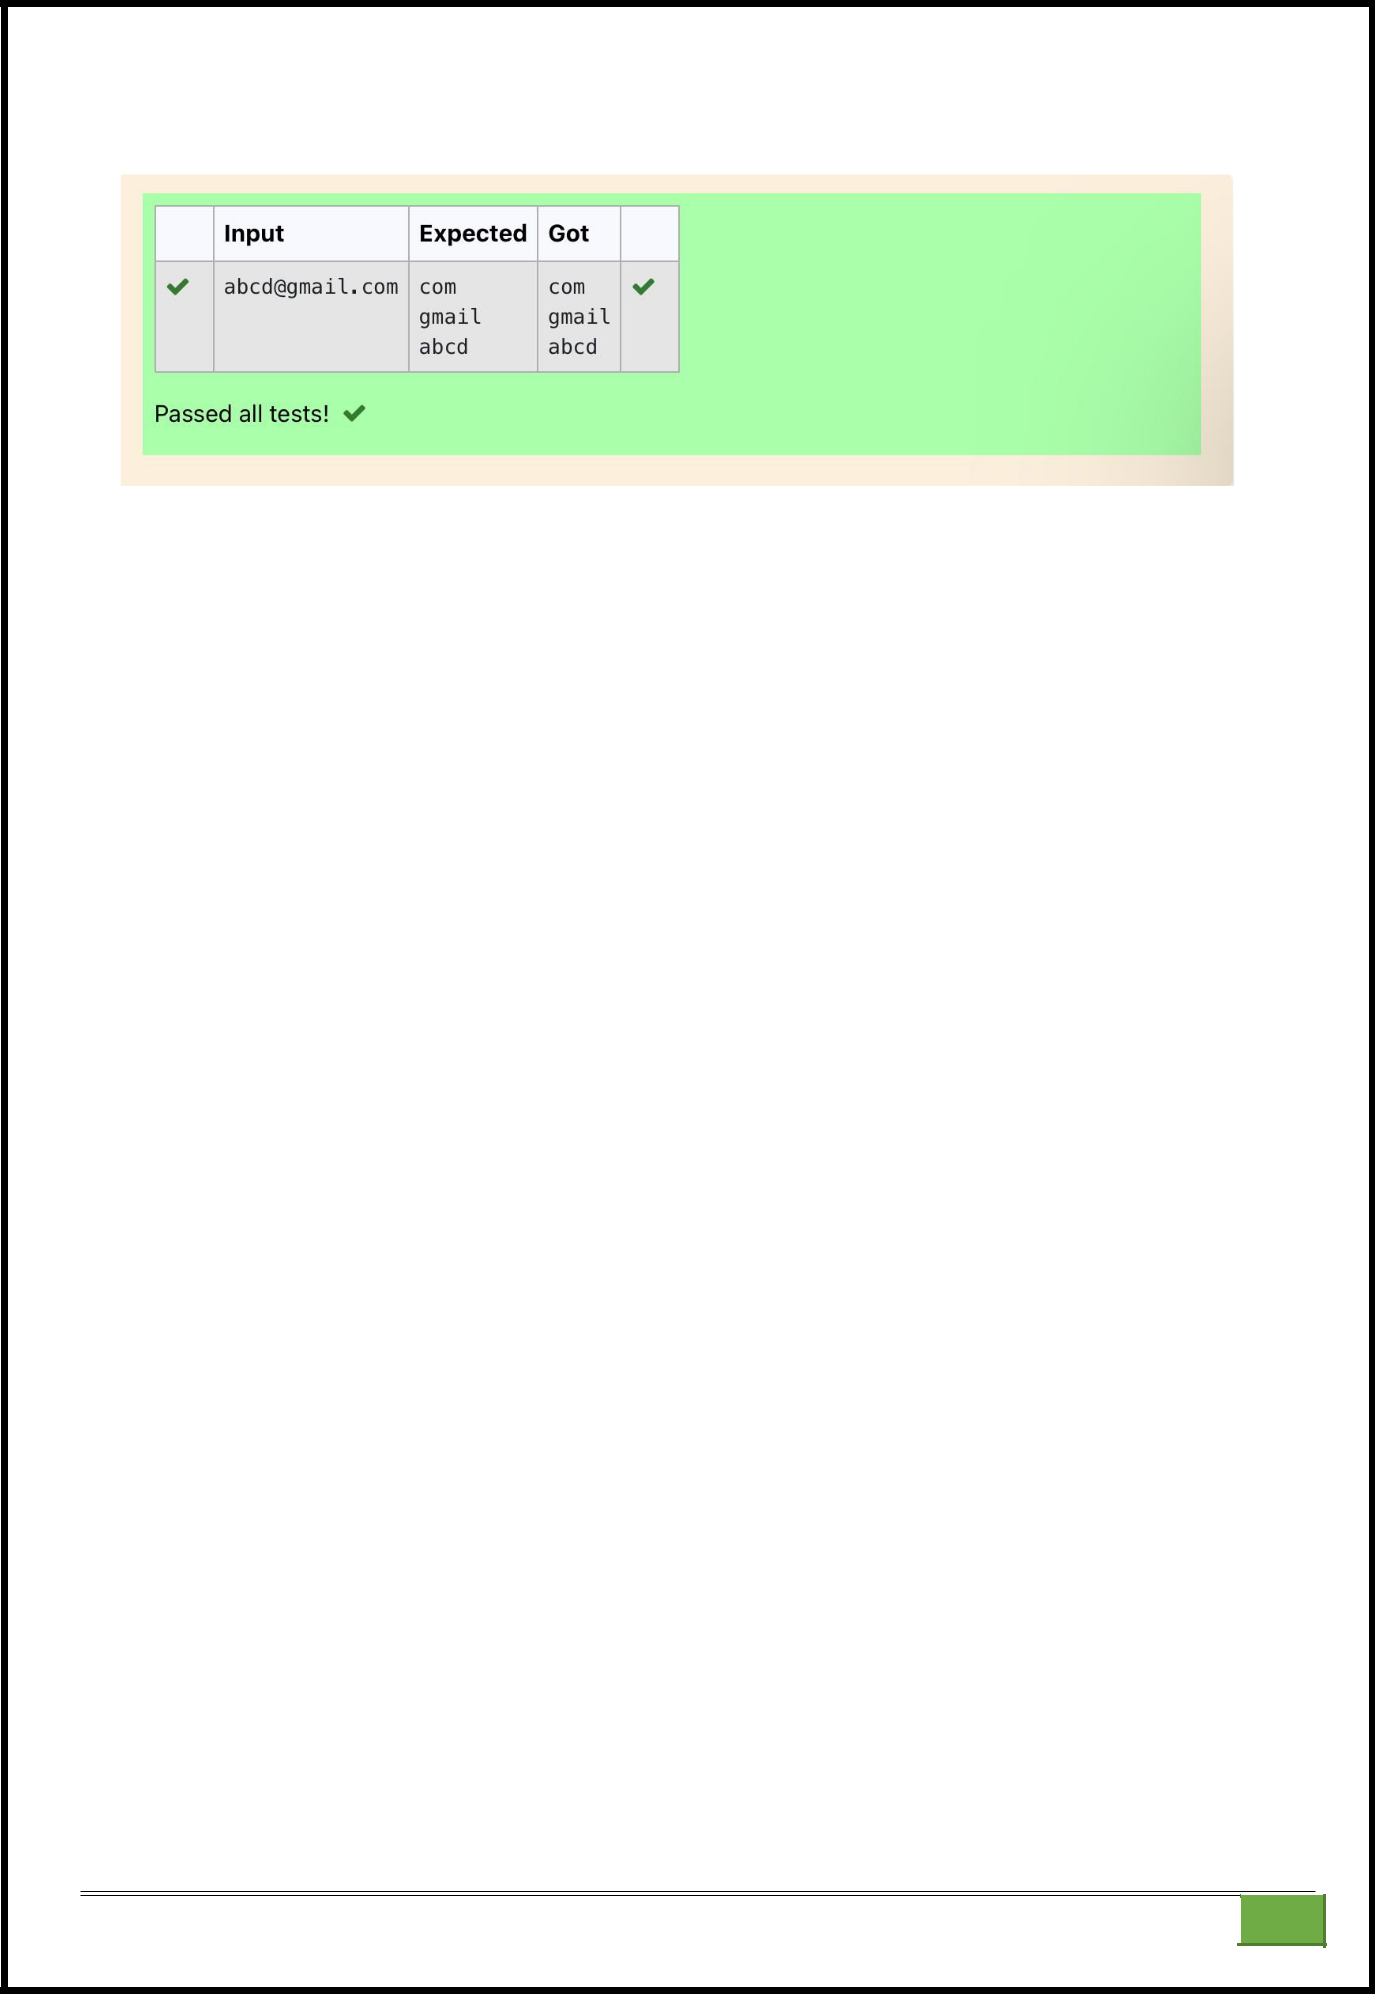 Input Expected Got
abcd@gmail.com com com
gmail gmail
abcd abcd
Passed all tests!